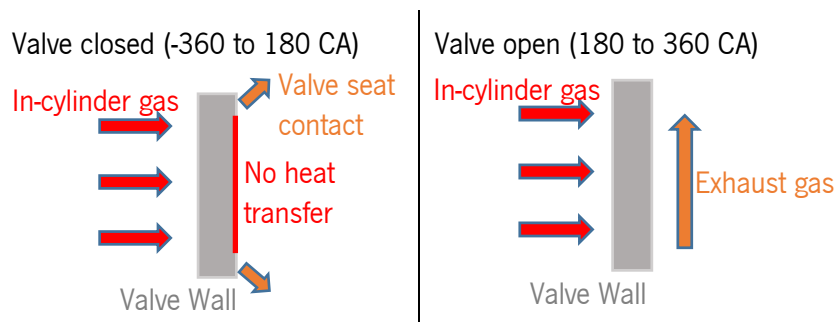 Valve closed (-360 to 180 CA)
In-cylinder gas
Valve seat
contact
No heat
transfer
Valve Wall
Valve open (180 to 360 CA)
In-cylinder gas
Exhaust gas
Valve Wall